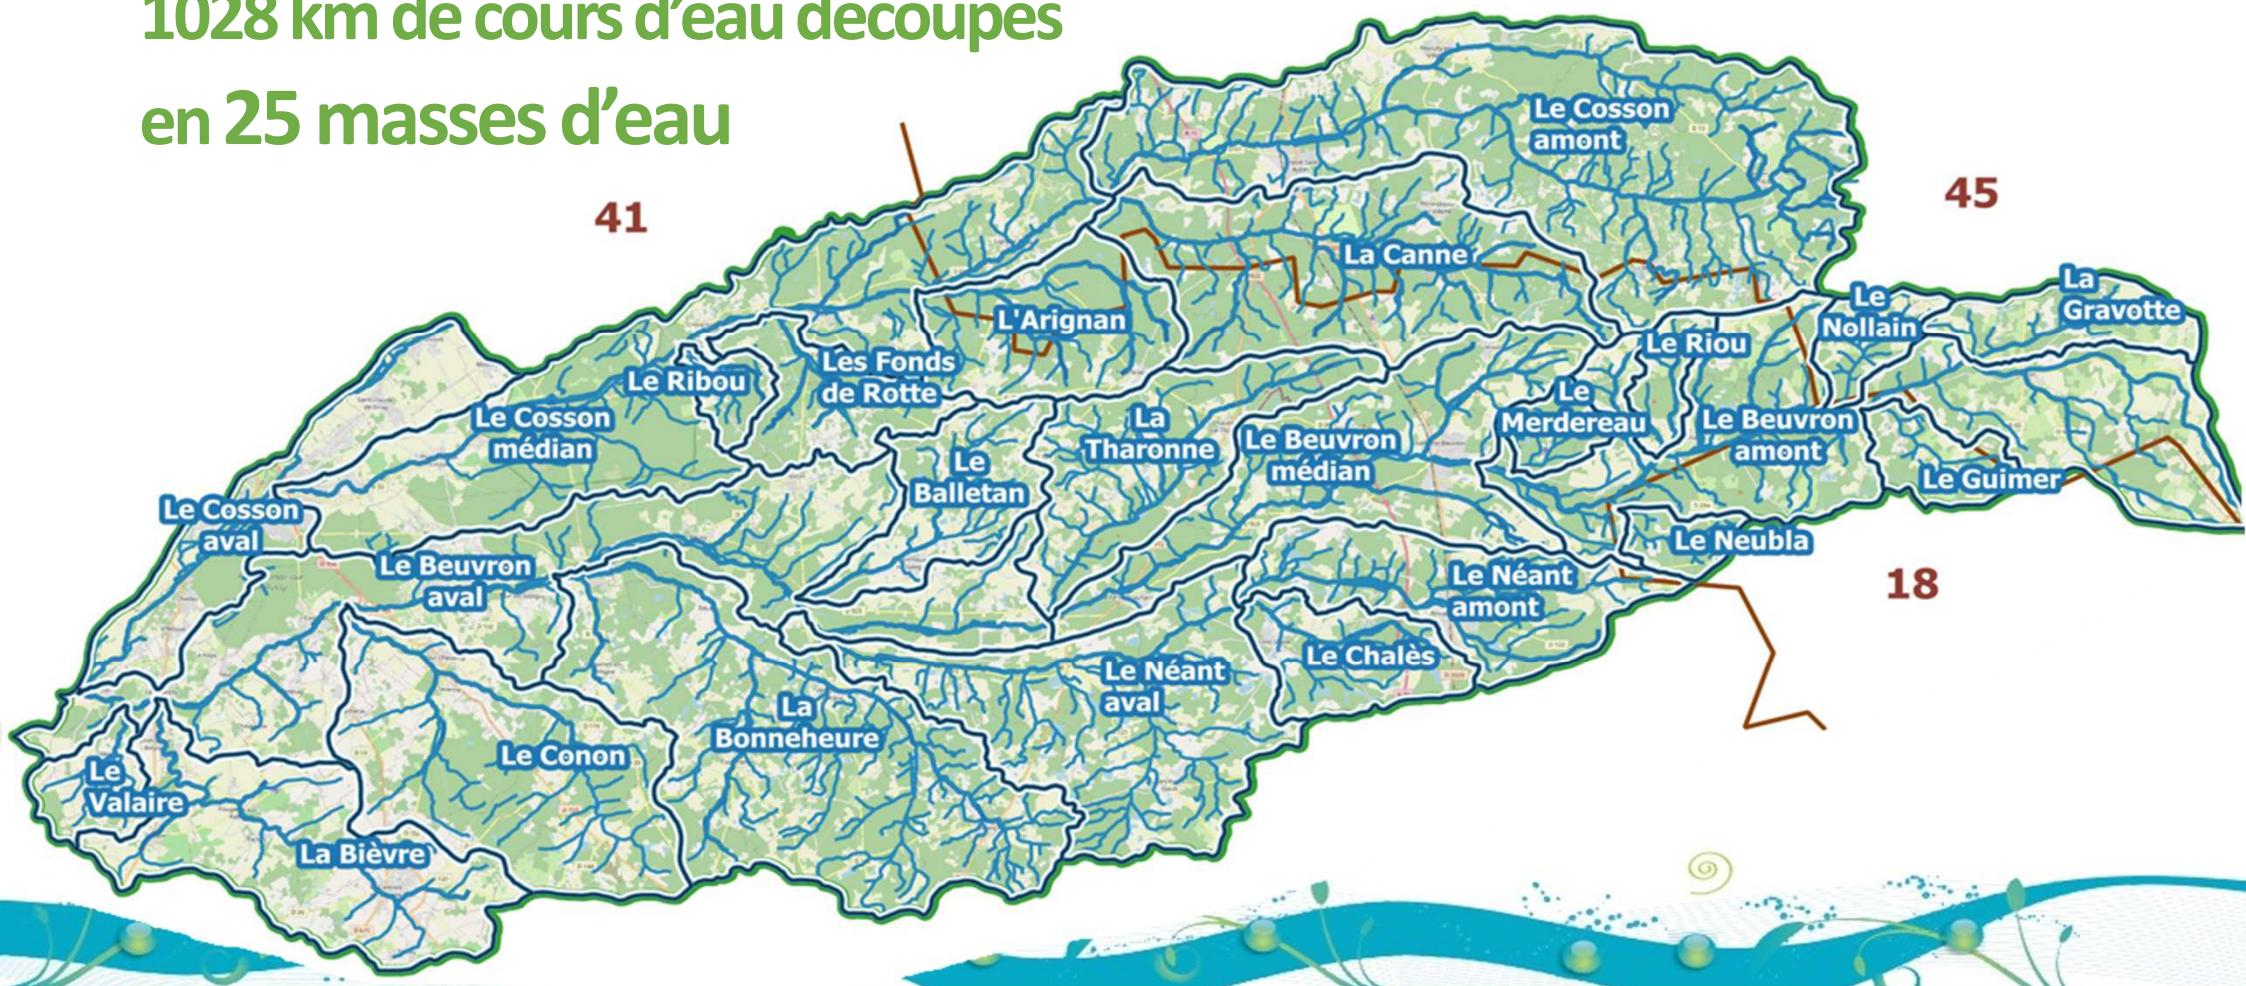 1028 km de cours d’eau découpés
en 25 masses d’eau
41
45
18
Le Cosson
amont
La Canne
L'Arignan
Le
Nollain
La
Gravotte
Le Riou
Les Fonds
de Rotte
Le Ribou
Le Cosson
médian
Le
Merdereau
La
Tharonne
Le Beuvron
médian
Le Beuvron
amont
Le
Balletan
Le Guimer
Le Cosson
aval
Le Neubla
Le Beuvron
aval
Le Néant
amont
Le Chalès
Le Néant
aval
La
Bonneheure
Le Conon
Le
Valaire
La Bièvre